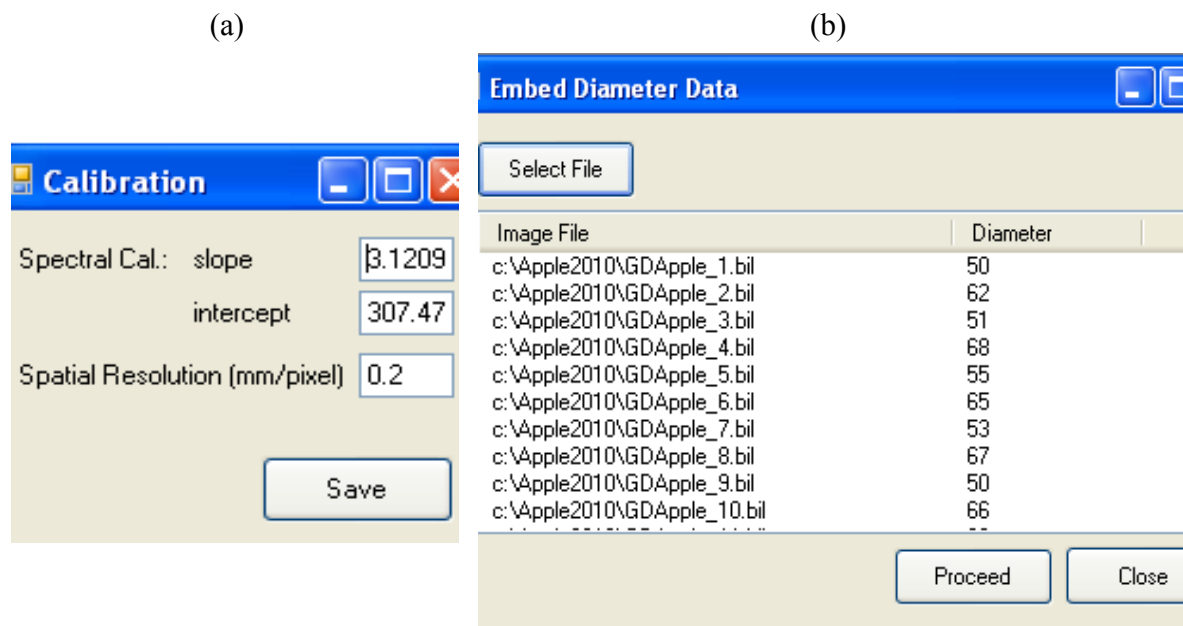 (a)
(b)
Calibration
Spectral Cal.: slope 3.1209
intercept 307.47
Spatial Resolution (mm/pixel) 0.2
Save
Embed Diameter Data
Select File
Image File Diameter
c:\Apple2010\GDApple_1.bil 50
c:\Apple2010\GDApple_2.bil 62
c:\Apple2010\GDApple_3.bil 51
c:\Apple2010\GDApple_4.bil 68
c:\Apple2010\GDApple_5.bil 55
c:\Apple2010\GDApple_6.bil 65
c:\Apple2010\GDApple_7.bil 53
c:\Apple2010\GDApple_8.bil 67
c:\Apple2010\GDApple_9.bil 50
c:\Apple2010\GDApple_10.bil 66
Proceed Close